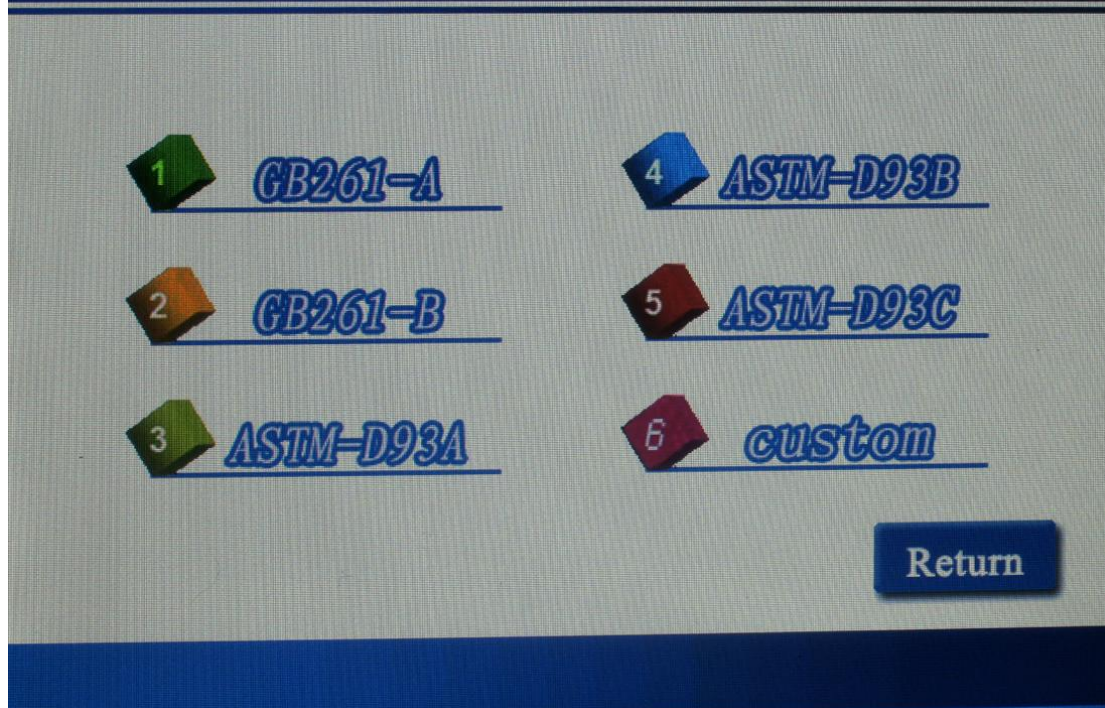 1 GB261-A
2 GB261-B
3 ASTM-D93A
4 ASTM-D93B
5 ASTM-D93C
6 custom
Return